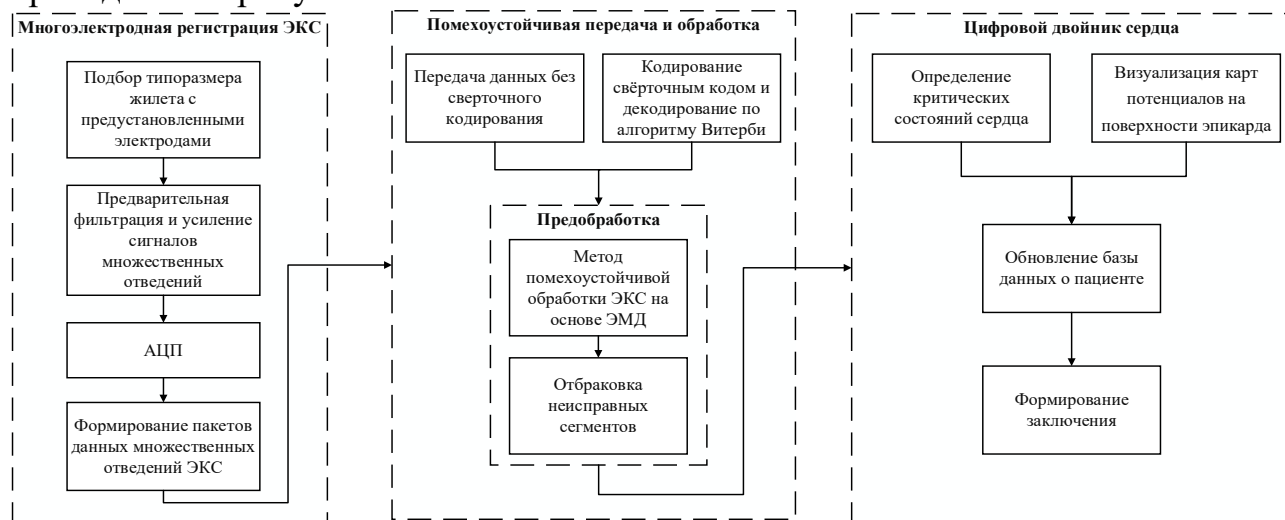 Многоэлектродная регистрация ЭКС
Подбор типоразмера
жилета с
предустановленными
электродами
Предварительная
фильтрация и усиление
сигналов
множественных
отведений
АЦП
Формирование пакетов
данных множественных
отведений ЭКС
Помехоустойчивая передача и обработка
Передача данных без
сверточного
кодирования
Кодирование
свёрточным кодом и
декодирование по
алгоритму Витерби
Предобработка
Метод
помехоустойчивой
обработки ЭКС на
основе ЭМД
Отбраковка
неисправных
сегментов
Цифровой двойник сердца
Определение
критических
состояний сердца
Визуализация карт
потенциалов на
поверхности эпикарда
Обновление базы
данных о пациенте
Формирование
заключения